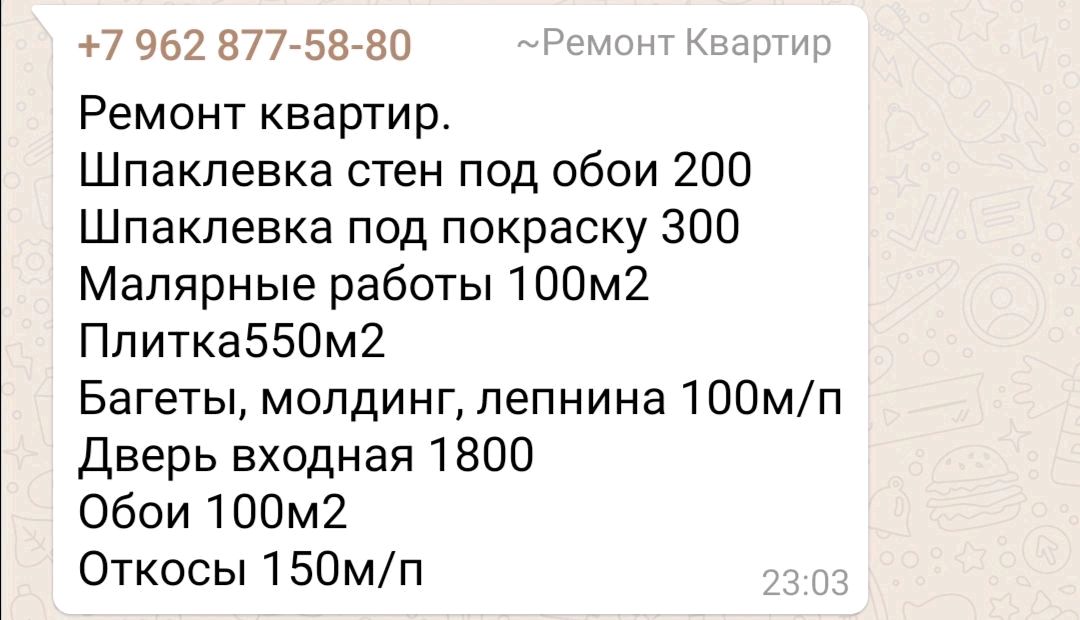 +7 962 877-58-80 ~Ремонт Квартир
Ремонт квартир.
Шпаклевка стен под обои 200
Шпаклевка под покраску 300
Малярные работы 100м2
Плитка550м2
Багеты, молдинг, лепнина 100м/п
Дверь входная 1800
Обои 100м2
Откосы 150м/п
23:03